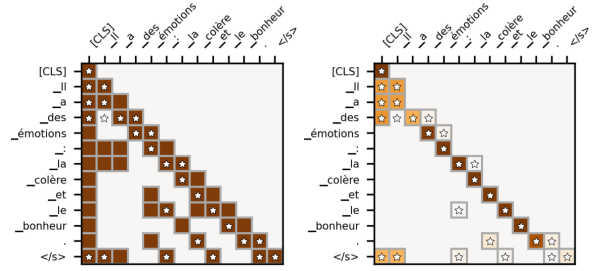 [CLS] _Il _a _des _émotions _: _la _colère _et _le _bonheur . </s>
[CLS] _Il _a _des _émotions _: _la _colère _et _le _bonheur . </s>
[CLS]
_Il
_a
_des
_émotions
_:
_la
_colère
_et
_le
_bonheur
.
</s>
[CLS]
_Il
_a
_des
_émotions
_:
_la
_colère
_et
_le
_bonheur
.
</s>